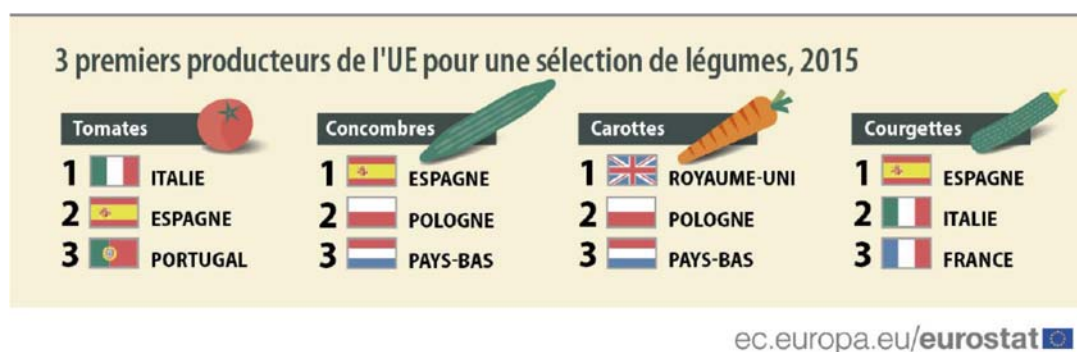 3 premiers producteurs de l'UE pour une sélection de légumes, 2015
Tomates
1 ITALIE
2 ESPAGNE
3 PORTUGAL
Concombres
1 ESPAGNE
2 POLOGNE
3 PAYS-BAS
Carottes
1 ROYAUME-UNI
2 POLOGNE
3 PAYS-BAS
Courgettes
1 ESPAGNE
2 ITALIE
3 FRANCE
ec.europa.eu/eurostat